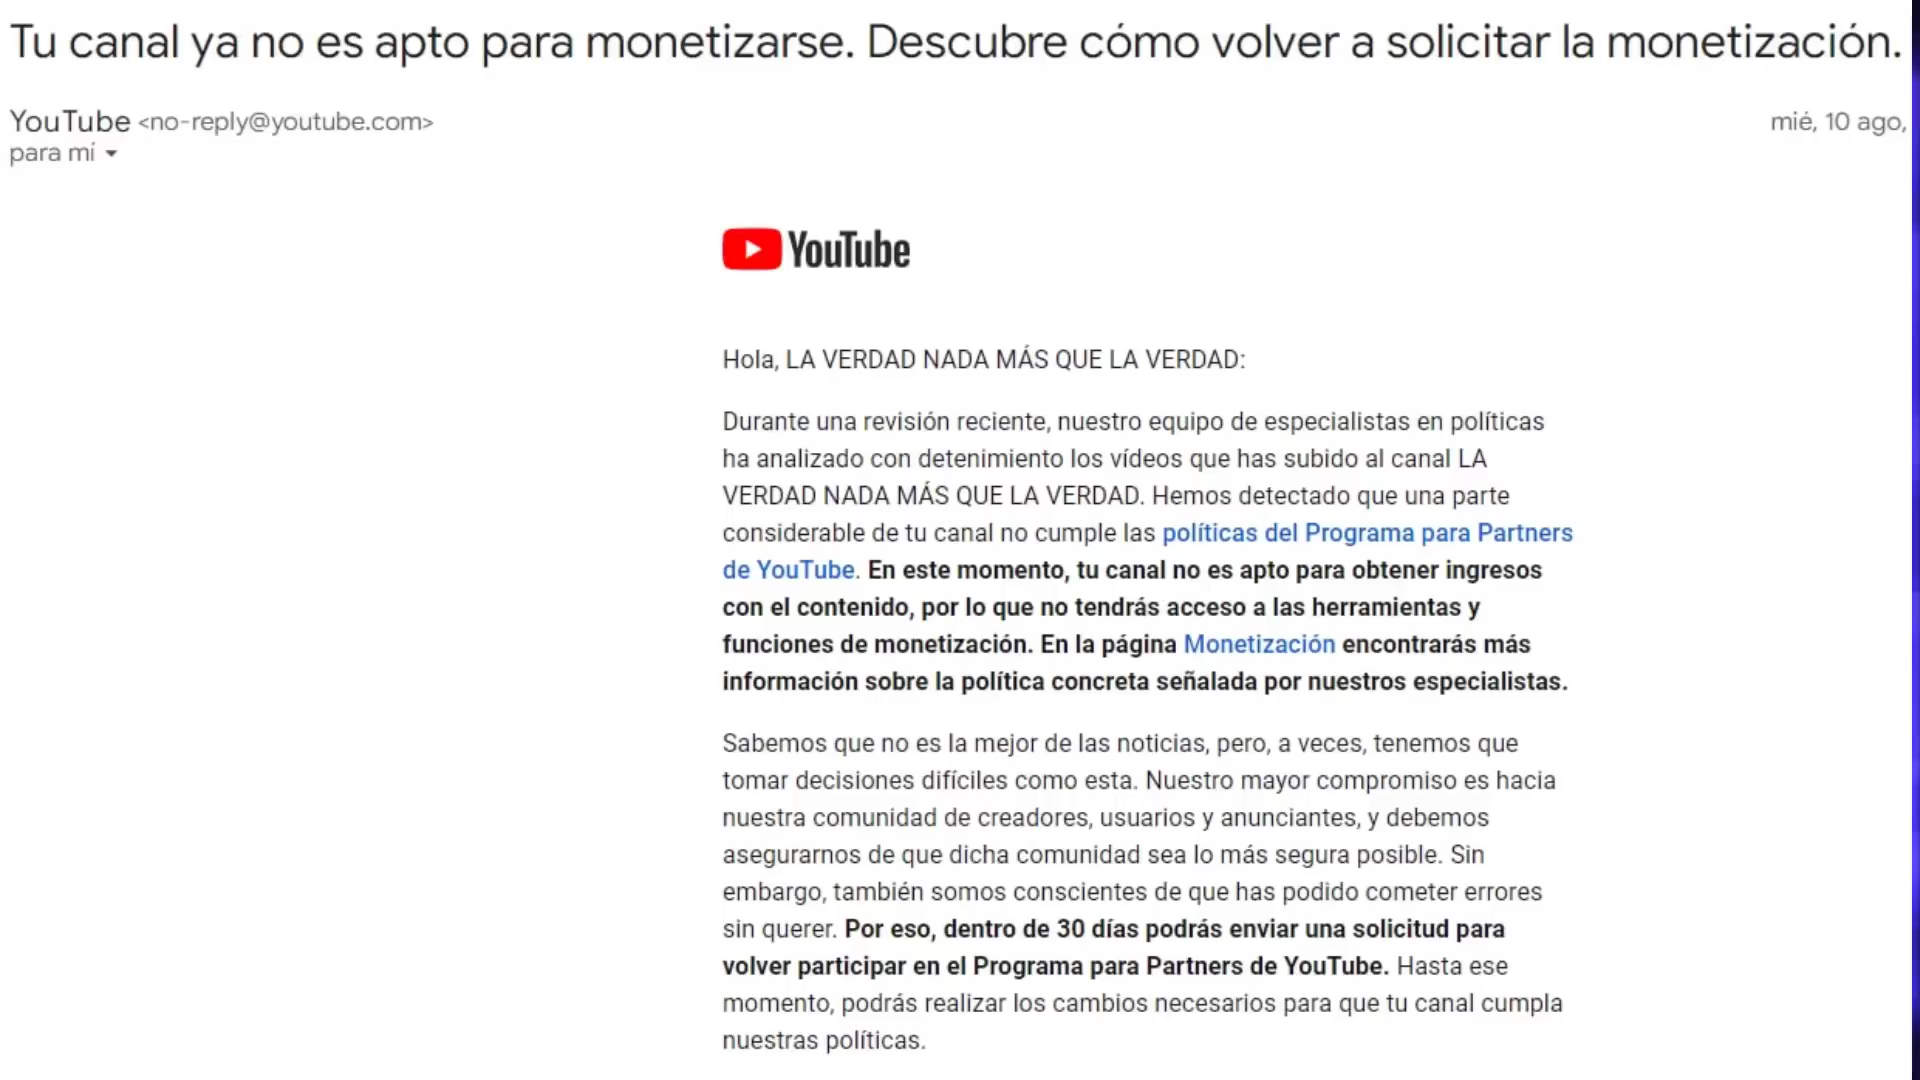 Tu canal ya no es apto para monetizarse. Descubre cómo volver a solicitar la monetización.
YouTube <no-reply@youtube.com>
mié, 10 ago,
para mí
YouTube
Hola, LA VERDAD NADA MÁS QUE LA VERDAD:
Durante una revisión reciente, nuestro equipo de especialistas en políticas
ha analizado con detenimiento los vídeos que has subido al canal LA
VERDAD NADA MÁS QUE LA VERDAD. Hemos detectado que una parte
considerable de tu canal no cumple las políticas del Programa para Partners
de YouTube. En este momento, tu canal no es apto para obtener ingresos
con el contenido, por lo que no tendrás acceso a las herramientas y
funciones de monetización. En la página Monetización encontrarás más
información sobre la política concreta señalada por nuestros especialistas.
Sabemos que no es la mejor de las noticias, pero, a veces, tenemos que
tomar decisiones difíciles como esta. Nuestro mayor compromiso es hacia
nuestra comunidad de creadores, usuarios y anunciantes, y debemos
asegurarnos de que dicha comunidad sea lo más segura posible. Sin
embargo, también somos conscientes de que has podido cometer errores
sin querer. Por eso, dentro de 30 días podrás enviar una solicitud para
volver participar en el Programa para Partners de YouTube. Hasta ese
momento, podrás realizar los cambios necesarios para que tu canal cumpla
nuestras políticas.